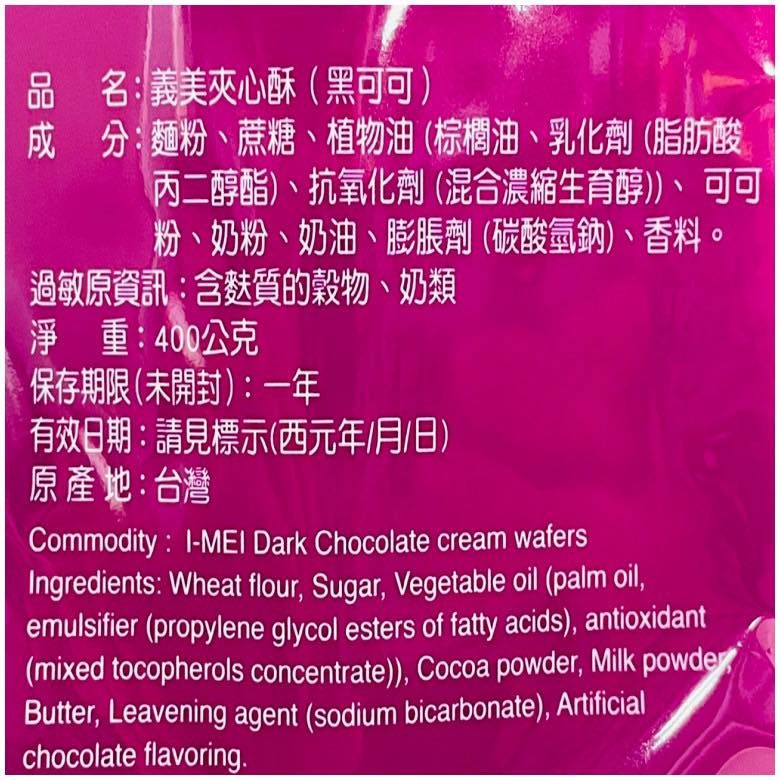 品　名：義美夾心酥（黑可可）
成　分：麵粉、蔗糖、植物油 (棕櫚油、乳化劑 (脂肪酸
丙二醇酯)、抗氧化劑 (混合濃縮生育醇))、可可
粉、奶粉、奶油、膨脹劑 (碳酸氫鈉)、香料。
過敏原資訊：含麩質的穀物、奶類
淨　重：400公克
保存期限(未開封)：一年
有效日期：請見標示(西元年/月/日)
原產地：台灣
Commodity : I-MEI Dark Chocolate cream wafers
Ingredients: Wheat flour, Sugar, Vegetable oil (palm oil,
emulsifier (propylene glycol esters of fatty acids), antioxidant
(mixed tocopherols concentrate)), Cocoa powder, Milk powder,
Butter, Leavening agent (sodium bicarbonate), Artificial
chocolate flavoring.